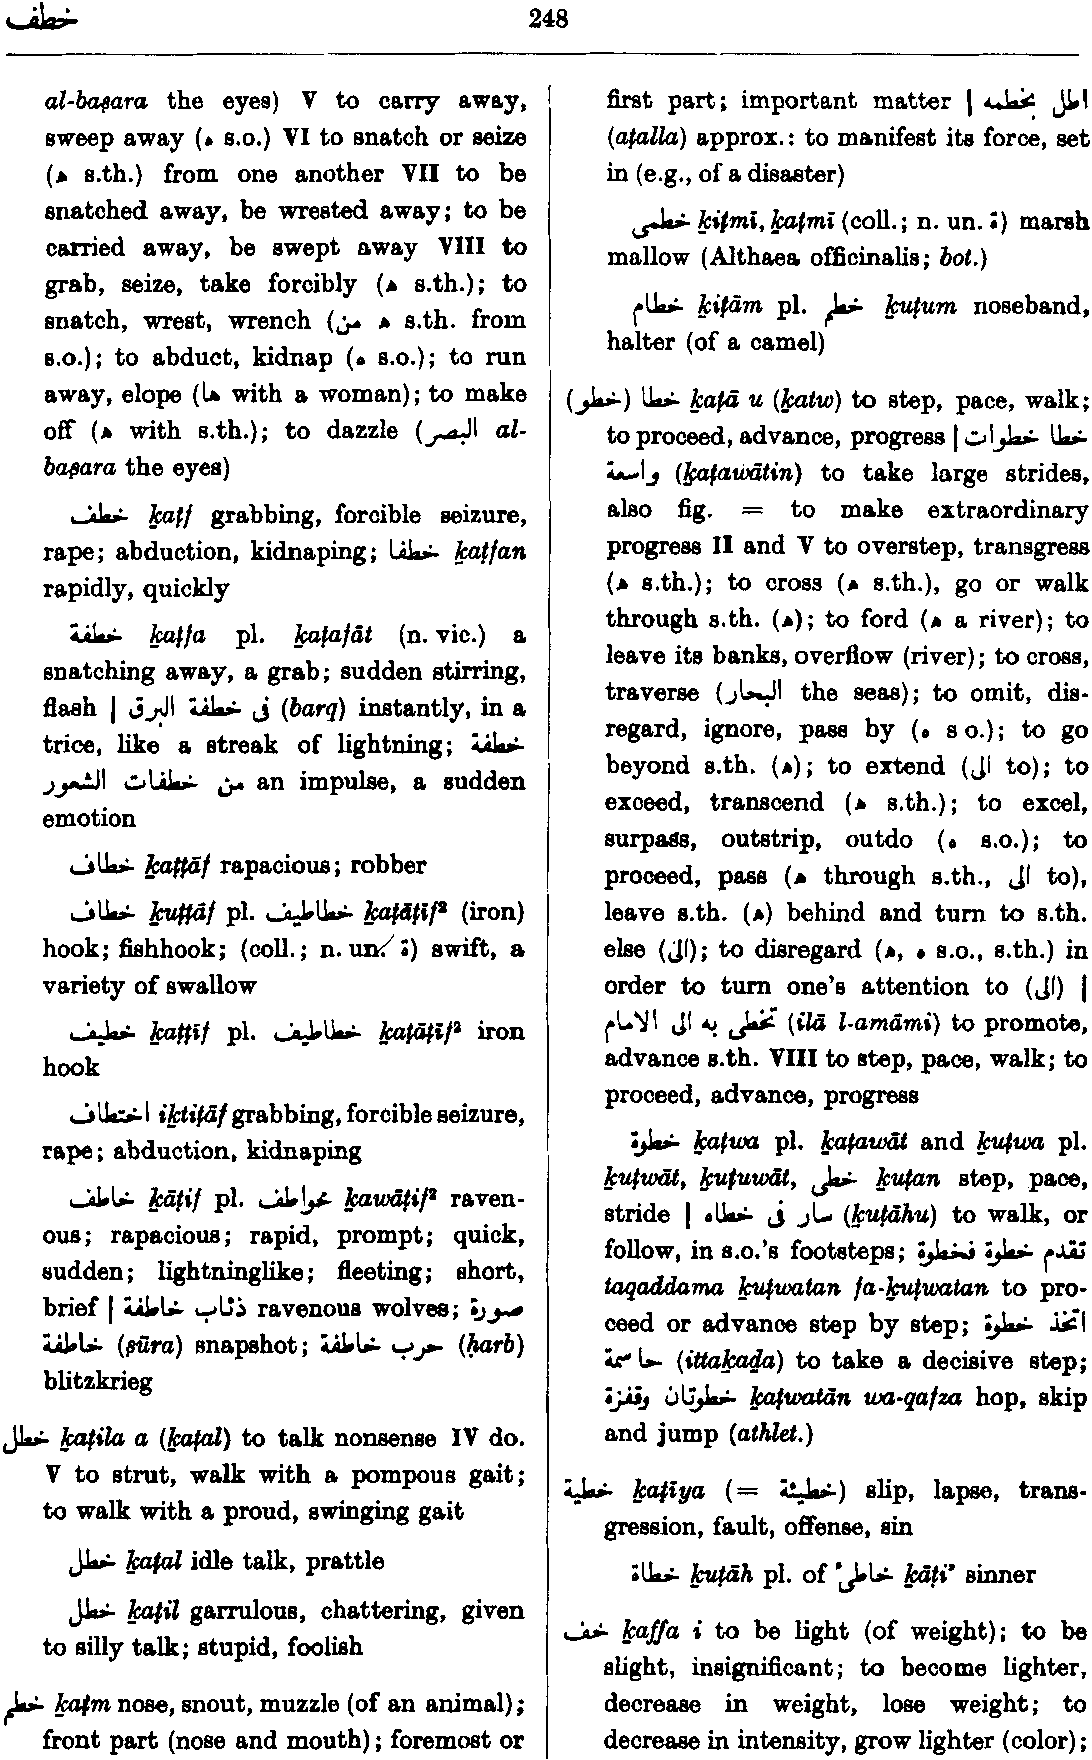 خطف
248
al-baṣara the eyes) V to carry away,
sweep away (ه s.o.) VI to snatch or seize
(ه s.th.) from one another VII to be
snatched away, be wrested away; to be
carried away, be swept away VIII to
grab, seize, take forcibly (ه s.th.); to
snatch, wrest, wrench (ه من s.th. from
s.o.); to abduct, kidnap (ه s.o.); to run
away, elope (ها with a woman); to make
off (ه with s.th.); to dazzle (البصر al-
baṣara the eyes)
خطف ḵaṭf grabbing, forcible seizure,
rape; abduction, kidnaping; خطفا ḵaṭfan
rapidly, quickly
خطفة ḵaṭfa pl. ḵaṭafāt (n. vic.) a
snatching away, a grab; sudden stirring,
flash | فى خطفة البرق (barq) instantly, in a
trice, like a streak of lightning; خطفة
من خطفات الشعور an impulse, a sudden
emotion
خطاف ḵaṭṭāf rapacious; robber
خطاف ḵuṭṭāf pl. خطاطيف ḵaṭāṭīf² (iron)
hook; fishhook; (coll.; n. un. ة) swift, a
variety of swallow
خطيف ḵaṭṭīf pl. خطاطيف ḵaṭāṭīf² iron
hook
اختطاف iḵtiṭāf grabbing, forcible seizure,
rape; abduction, kidnaping
خاطف ḵāṭif pl. خواطف ḵawāṭif² raven-
ous; rapacious; rapid, prompt; quick,
sudden; lightninglike; fleeting; short,
brief | ذئاب خاطفة ravenous wolves; صورة
خاطفة (ṣūra) snapshot; حرب خاطفة (ḥarb)
blitzkrieg
خطل ḵaṭila a (ḵaṭal) to talk nonsense IV do.
V to strut, walk with a pompous gait;
to walk with a proud, swinging gait
خطل ḵaṭal idle talk, prattle
خطل ḵaṭil garrulous, chattering, given
to silly talk; stupid, foolish
خطم ḵaṭm nose, snout, muzzle (of an animal);
front part (nose and mouth); foremost or
first part; important matter | اطل بخطمه
(aṭalla) approx.: to manifest its force, set
in (e.g., of a disaster)
خطمى ḵiṭmī, ḵaṭmī (coll.; n. un. ة) marsh
mallow (Althaea officinalis; bot.)
خطام ḵiṭām pl. خطم ḵuṭum noseband,
halter (of a camel)
(خطو) خطا ḵaṭā u (ḵatw) to step, pace, walk;
to proceed, advance, progress | خطا خطوات
واسعة (ḵaṭawātin) to take large strides,
also fig. = to make extraordinary
progress II and V to overstep, transgress
(ه s.th.); to cross (ه s.th.), go or walk
through s.th. (ه); to ford (ه a river); to
leave its banks, overflow (river); to cross,
traverse (البحار the seas); to omit, dis-
regard, ignore, pass by (ه s o.); to go
beyond s.th. (ه); to extend (الى to); to
exceed, transcend (ه s.th.); to excel,
surpass, outstrip, outdo (ه s.o.); to
proceed, pass (ه through s.th., الى to),
leave s.th. (ه) behind and turn to s.th.
else (الى); to disregard (ه, ه s.o., s.th.) in
order to turn one's attention to (الى) |
تخطى به الى الامام (ilā l-amāmi) to promote,
advance s.th. VIII to step, pace, walk; to
proceed, advance, progress
خطوة ḵaṭwa pl. ḵaṭawāt and ḵuṭwa pl.
ḵuṭwāt, ḵuṭuwāt, خطى ḵuṭan step, pace,
stride | سار فى خطاه (ḵuṭāhu) to walk, or
follow, in s.o.'s footsteps; تقدم خطوة فخطوة
taqaddama ḵuṭwatan fa-ḵuṭwatan to pro-
ceed or advance step by step; اتخذ خطوة
حاسمة (ittaḵaḏa) to take a decisive step;
خطوتان وقفزة ḵaṭwatān wa-qafza hop, skip
and jump (athlet.)
خطية ḵaṭīya (= خطيئة) slip, lapse, trans-
gression, fault, offense, sin
خطاة ḵuṭāh pl. of خاطئ ḵāṭi' sinner
خف ḵaffa i to be light (of weight); to be
slight, insignificant; to become lighter,
decrease in weight, lose weight; to
decrease in intensity, grow lighter (color);